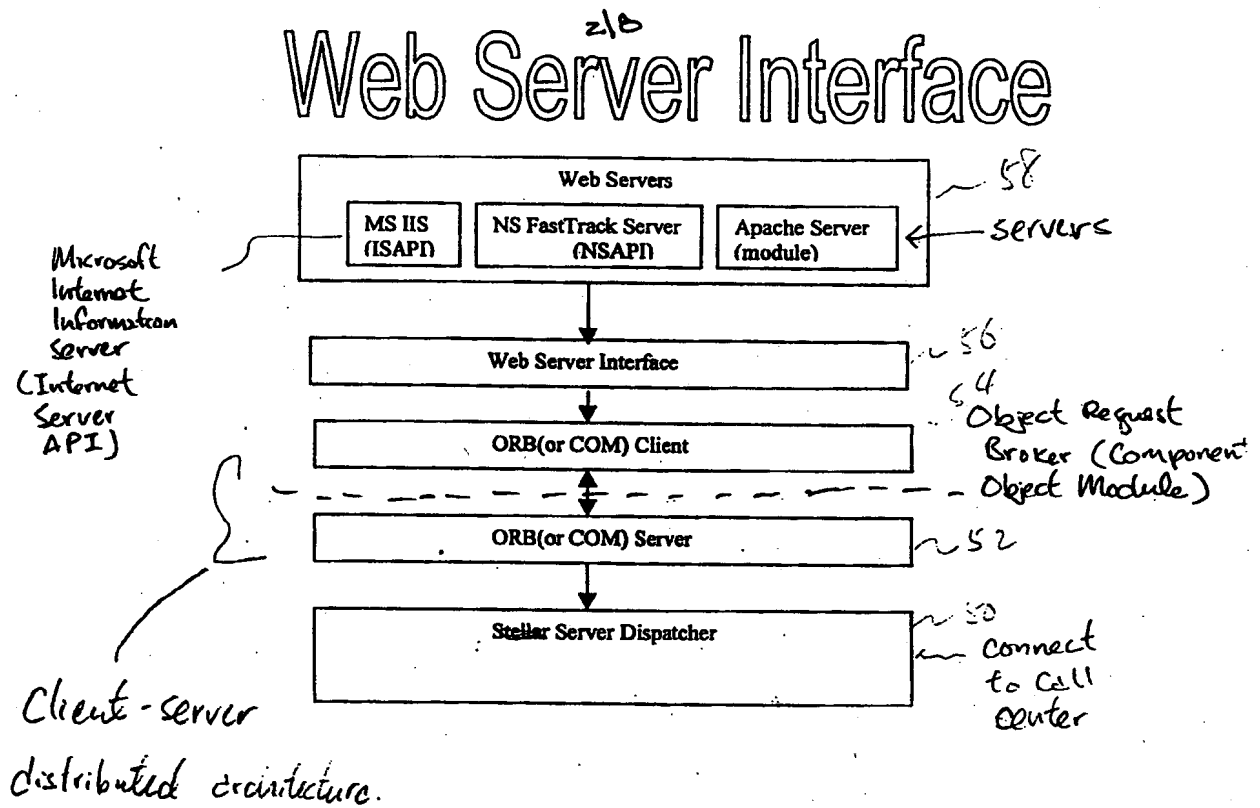 2/8
Web Server Interface
Web Servers
58
MS IIS
(ISAPI)
NS FastTrack Server
(NSAPI)
Apache Server
(module)
servers
Microsoft
Internet
Information
Server
(Internet
Server
API)
Web Server Interface
56
54
Object Request
Broker (Component
Object Module)
ORB(or COM) Client
ORB(or COM) Server
52
Stellar Server Dispatcher
50
connect
to call
center
Client-server
distributed architecture.